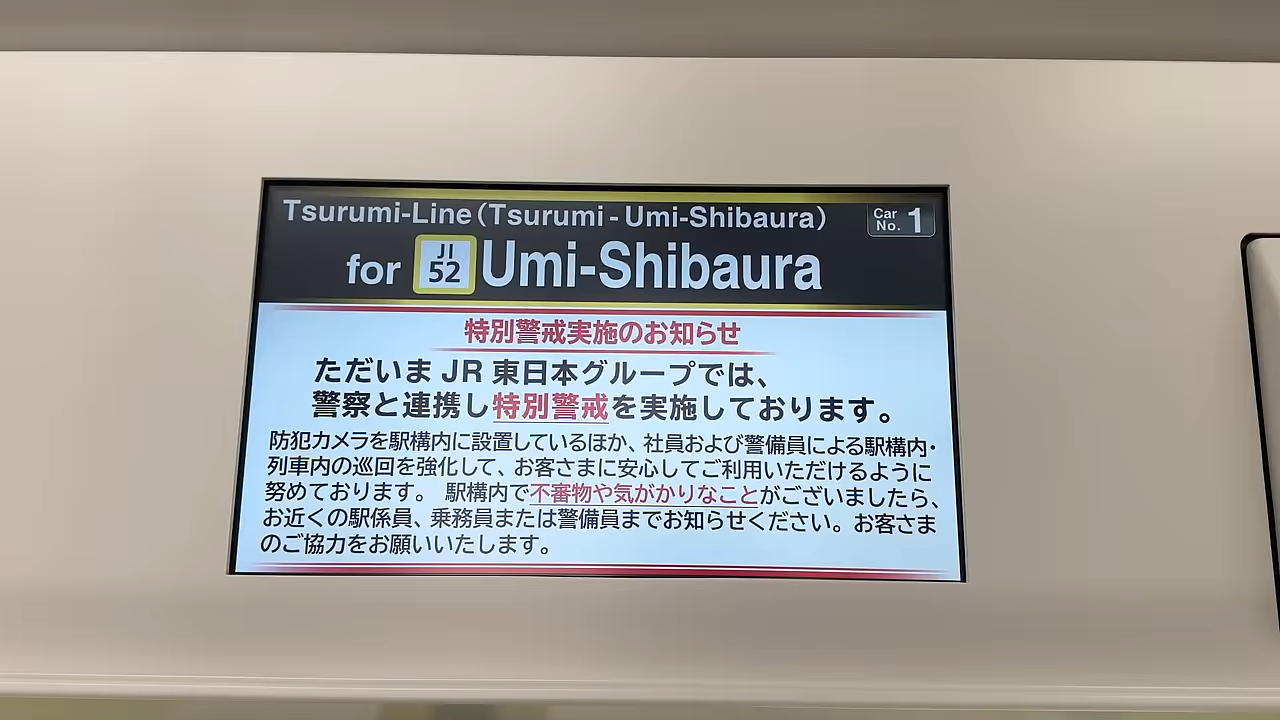 Tsurumi-Line(Tsurumi - Umi-Shibaura)
Car No. 1
for JI 52 Umi-Shibaura
特別警戒実施のお知らせ
ただいま JR 東日本グループでは、
警察と連携し特別警戒を実施しております。
防犯カメラを駅構内に設置しているほか、社員および警備員による駅構内・
列車内の巡回を強化して、お客さまに安心してご利用いただけるように
努めております。 駅構内で不審物や気がかりなことがございましたら、
お近くの駅係員、乗務員または警備員までお知らせください。お客さま
のご協力をお願いいたします。